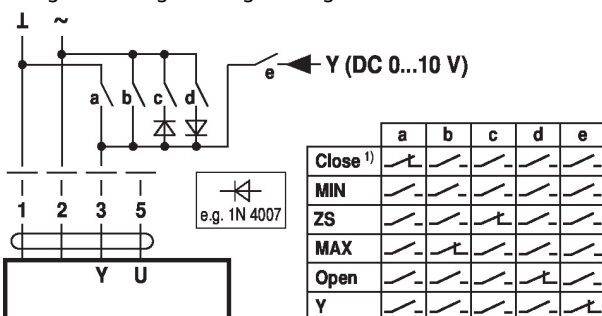 ⊥ ~
e Y (DC 0...10 V)
a b c d
1 2 3 5
e.g. 1N 4007
Y U
a b c d e
Close 1)
MIN
ZS
MAX
Open
Y